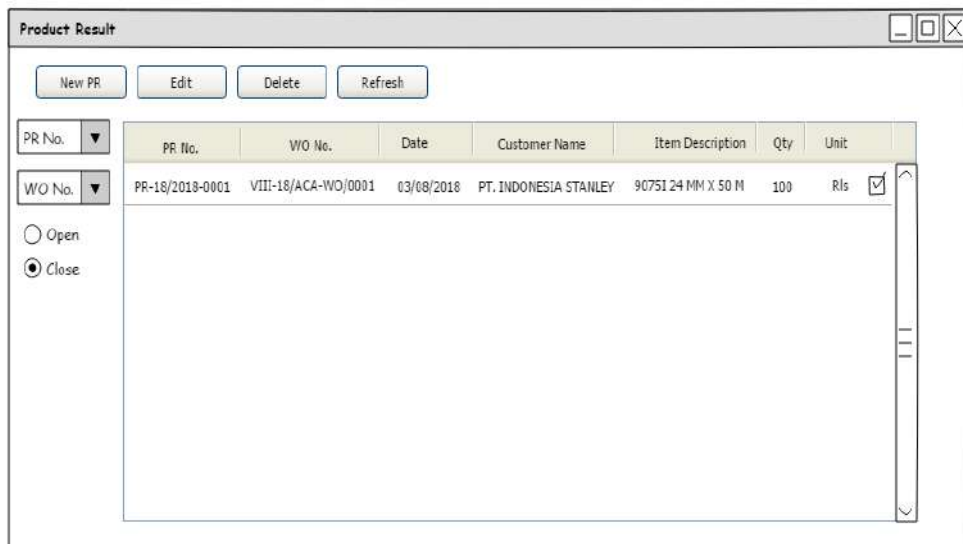 Product Result
New PR Edit Delete Refresh
PR No.
WO No.
Open
Close
PR No. WO No. Date Customer Name Item Description Qty Unit
PR-18/2018-0001 VIII-18/ACA-WO/0001 03/08/2018 PT. INDONESIA STANLEY 9075I 24 MM X 50 M 100 Rls